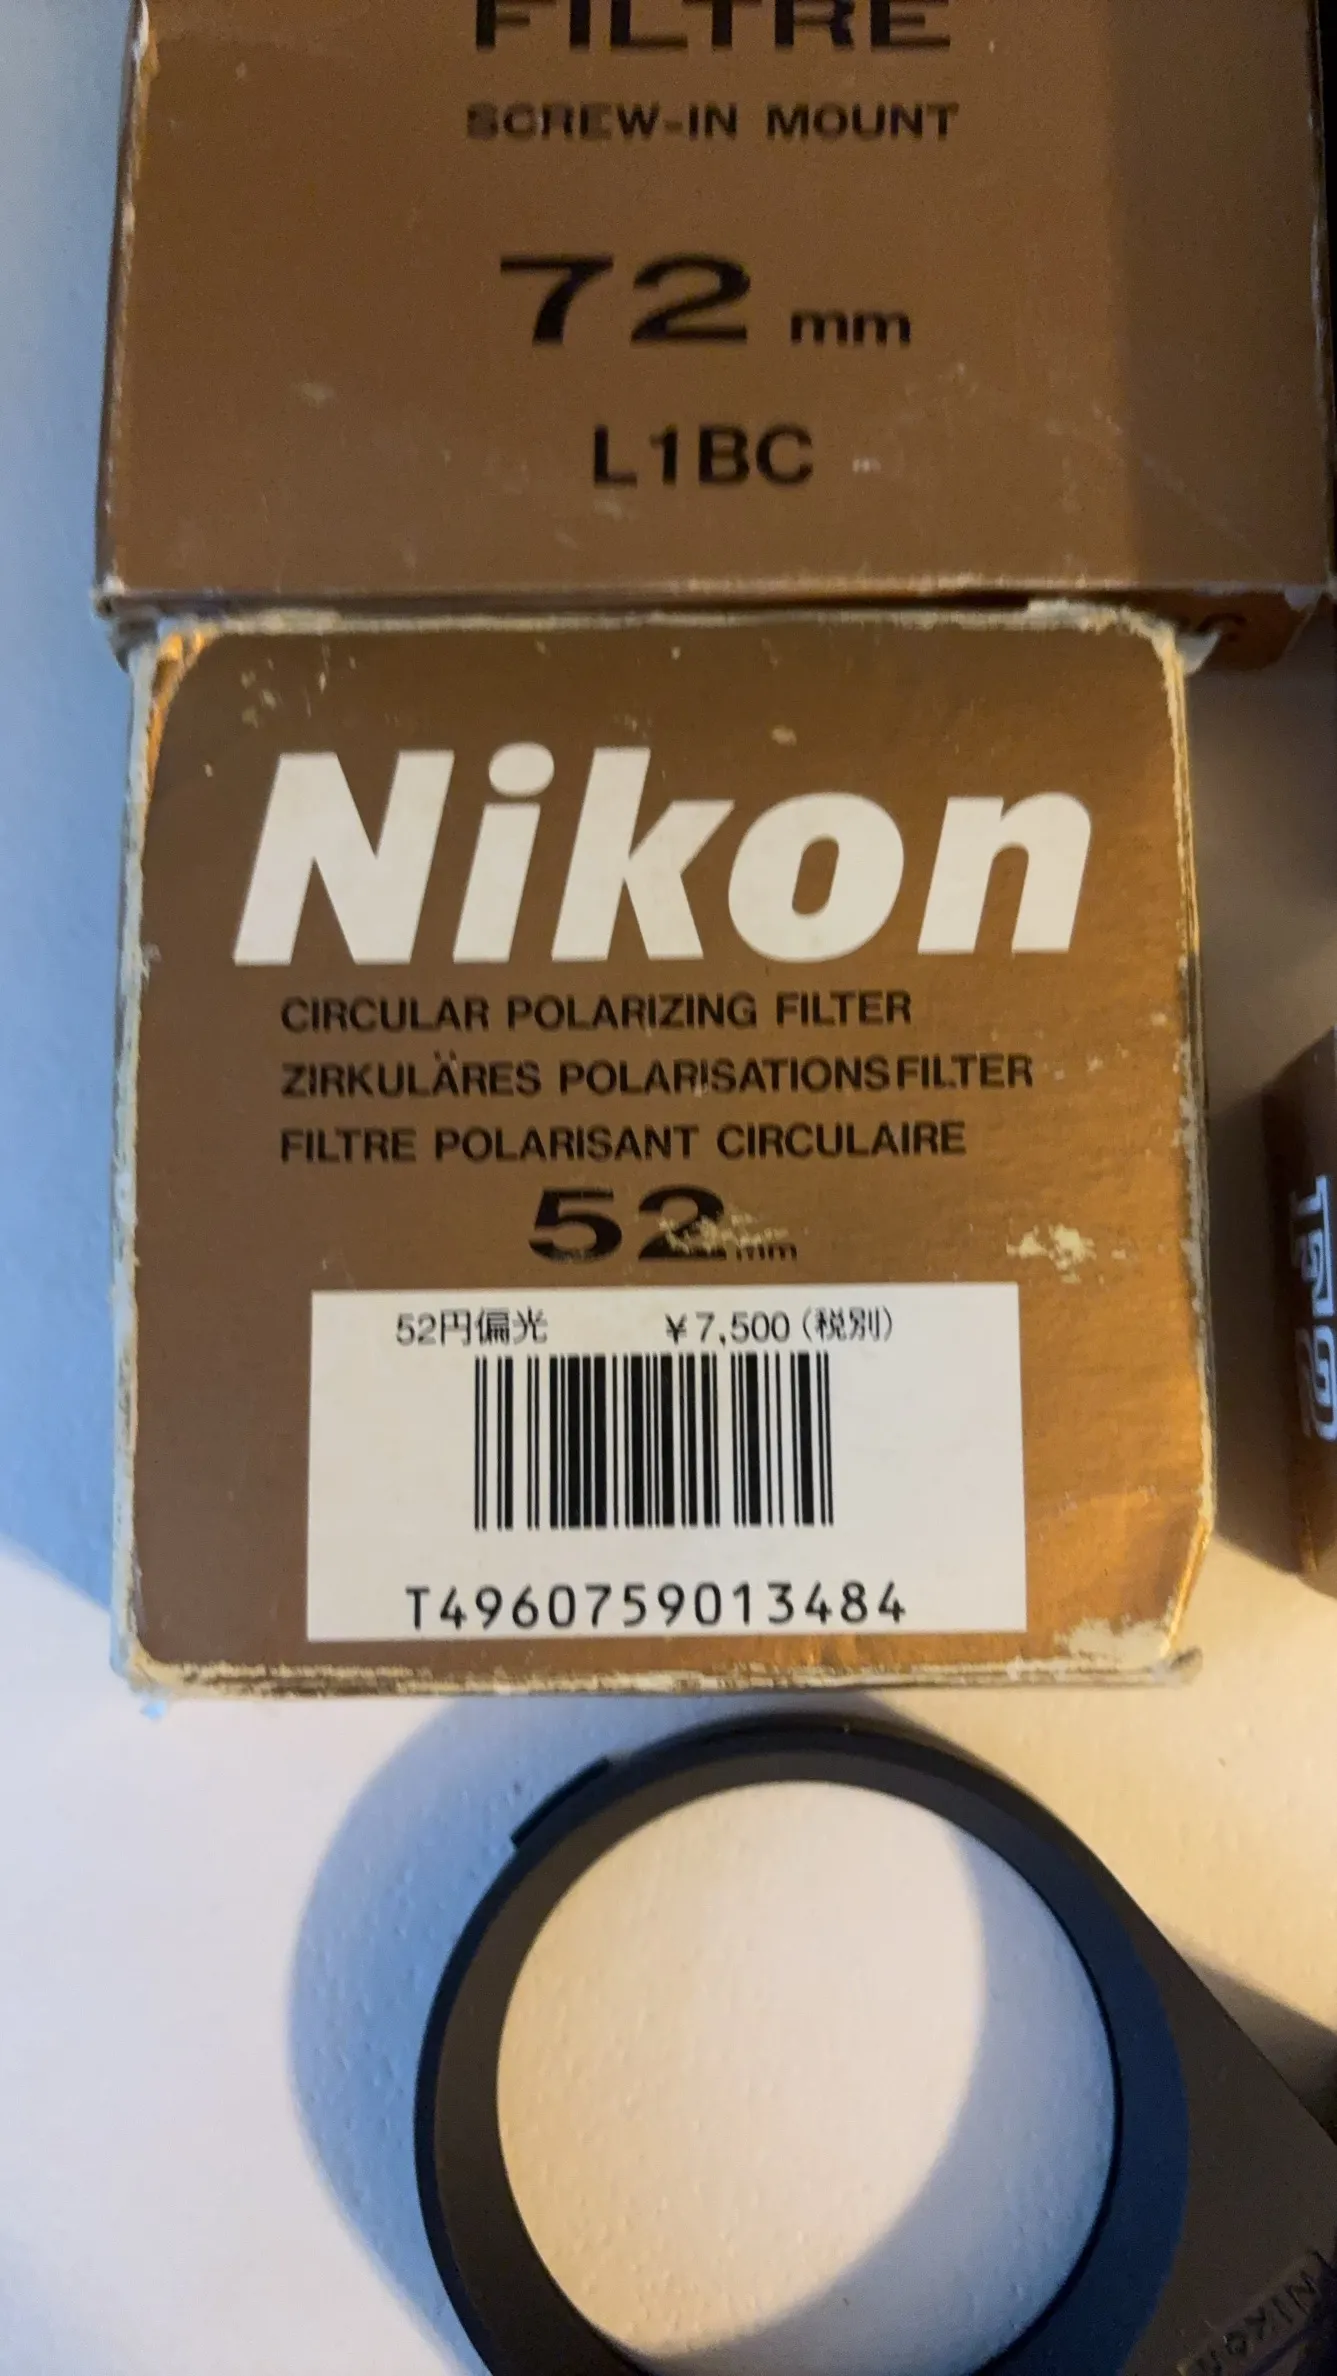 FILTRE
SCREW-IN MOUNT
72 mm
L1BC
Nikon
CIRCULAR POLARIZING FILTER
ZIRKULÄRES POLARISATIONSFILTER
FILTRE POLARISANT CIRCULAIRE
52mm
52円偏光 ¥7,500(税別)
T4960759013484
NIKON